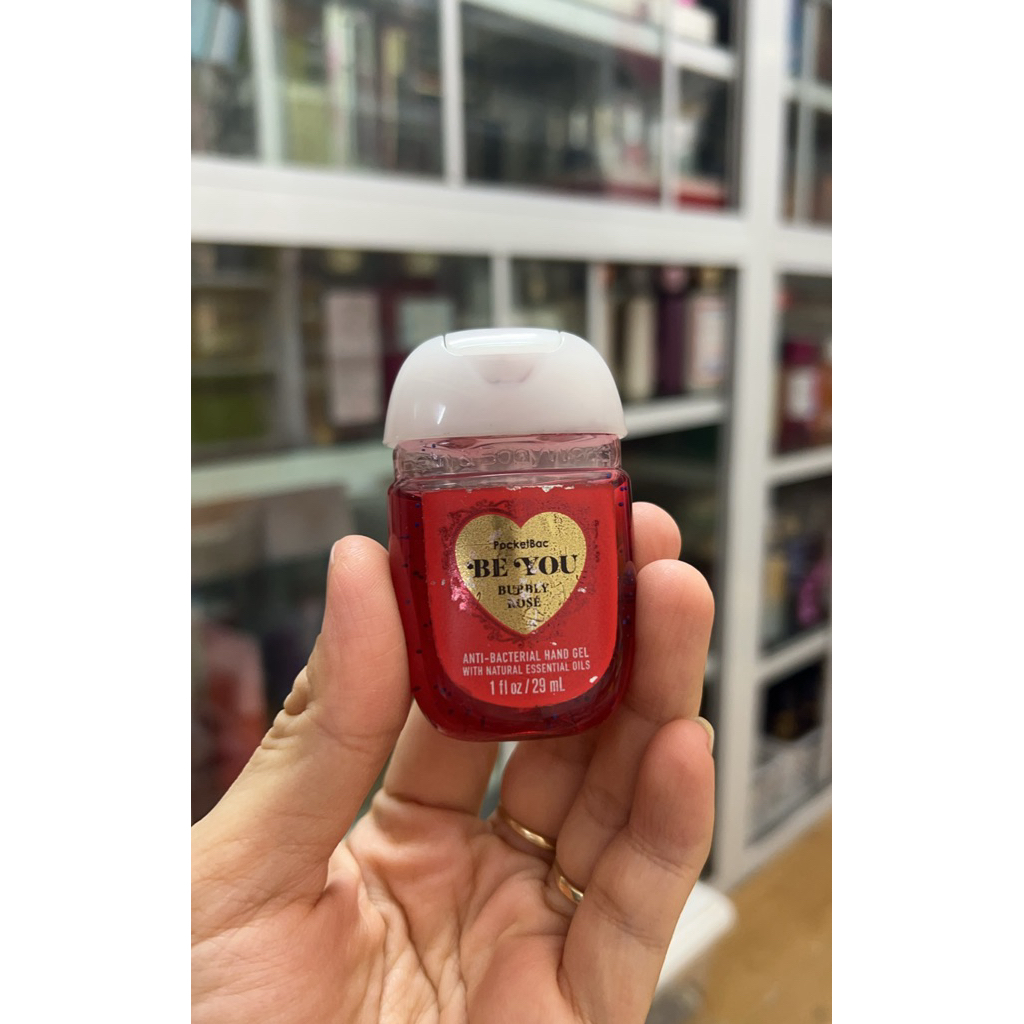 PocketBac
BE YOU
BUBBLY
ROSÉ
ANTI-BACTERIAL HAND GEL
WITH NATURAL ESSENTIAL OILS
1 fl oz / 29 mL